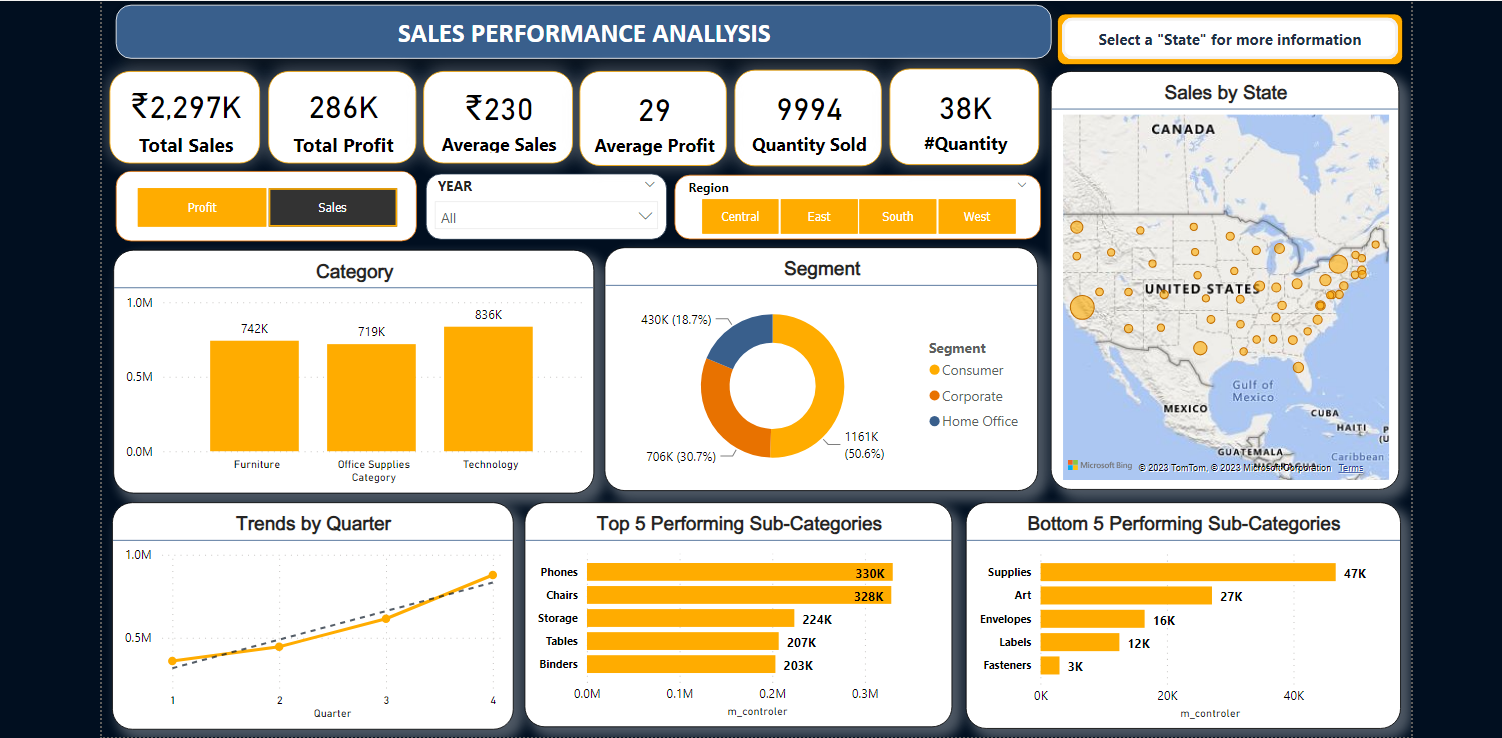 SALES PERFORMANCE ANALLYSIS
Select a "State" for more information
₹2,297K
Total Sales
286K
Total Profit
₹230
Average Sales
29
Average Profit
9994
Quantity Sold
38K
#Quantity
Profit
Sales
YEAR
All
Region
Central
East
South
West
Category
1.0M
0.5M
0.0M
742K
719K
836K
Furniture
Office Supplies
Technology
Category
Segment
430K (18.7%)
706K (30.7%)
1161K
(50.6%)
Segment
Consumer
Corporate
Home Office
Sales by State
CANADA
UNITED STATES
Gulf of
Mexico
MEXICO
CUBA
HAITI
P
(U
GUATEMALA
Caribbean
Microsoft Bing
© 2023 TomTom, © 2023 Microsoft Corporation
Terms
Trends by Quarter
1.0M
0.5M
1
2
3
4
Quarter
Top 5 Performing Sub-Categories
Phones
330K
Chairs
328K
Storage
224K
Tables
207K
Binders
203K
0.0M
0.1M
0.2M
0.3M
m_controler
Bottom 5 Performing Sub-Categories
Supplies
47K
Art
27K
Envelopes
16K
Labels
12K
Fasteners
3K
0K
20K
40K
m_controler